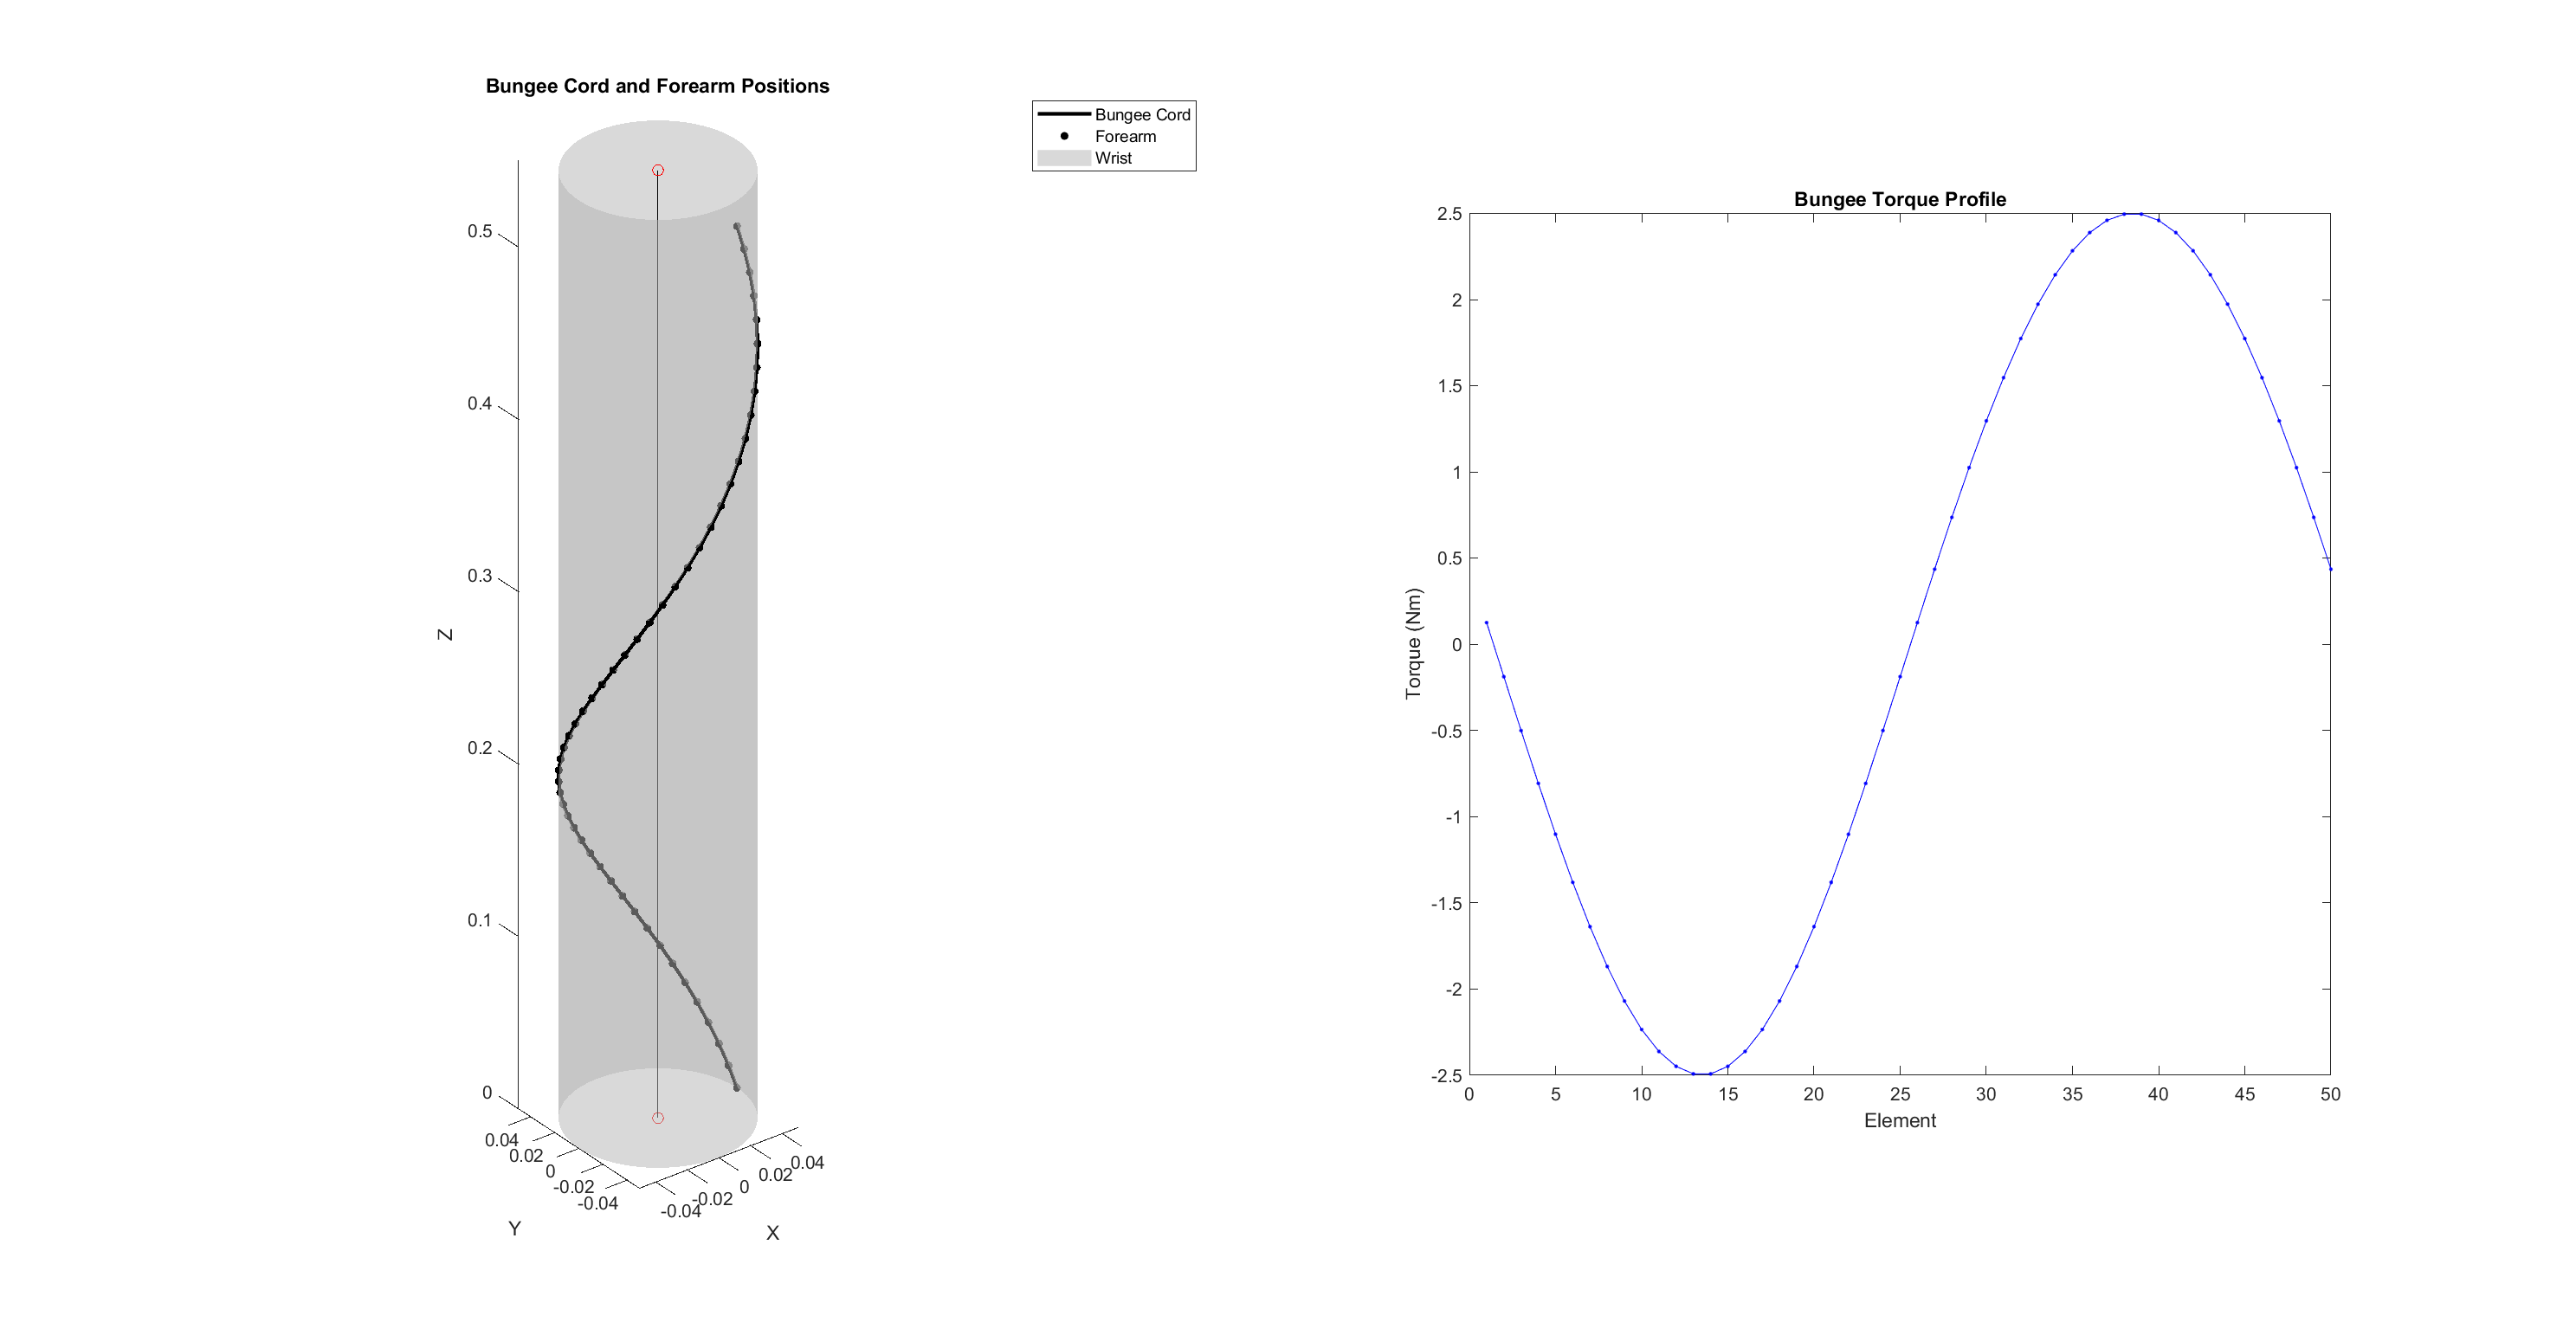 Bungee Cord and Forearm Positions
Bungee Cord
Forearm
Wrist
0.5
0.4
0.3
0.2
0.1
0
Z
0.04
0.02
0
-0.02
-0.04
Y
-0.04
-0.02
0
0.02
0.04
X
Bungee Torque Profile
2.5
2
1.5
1
0.5
0
-0.5
-1
-1.5
-2
-2.5
Torque (Nm)
0 5 10 15 20 25 30 35 40 45 50
Element